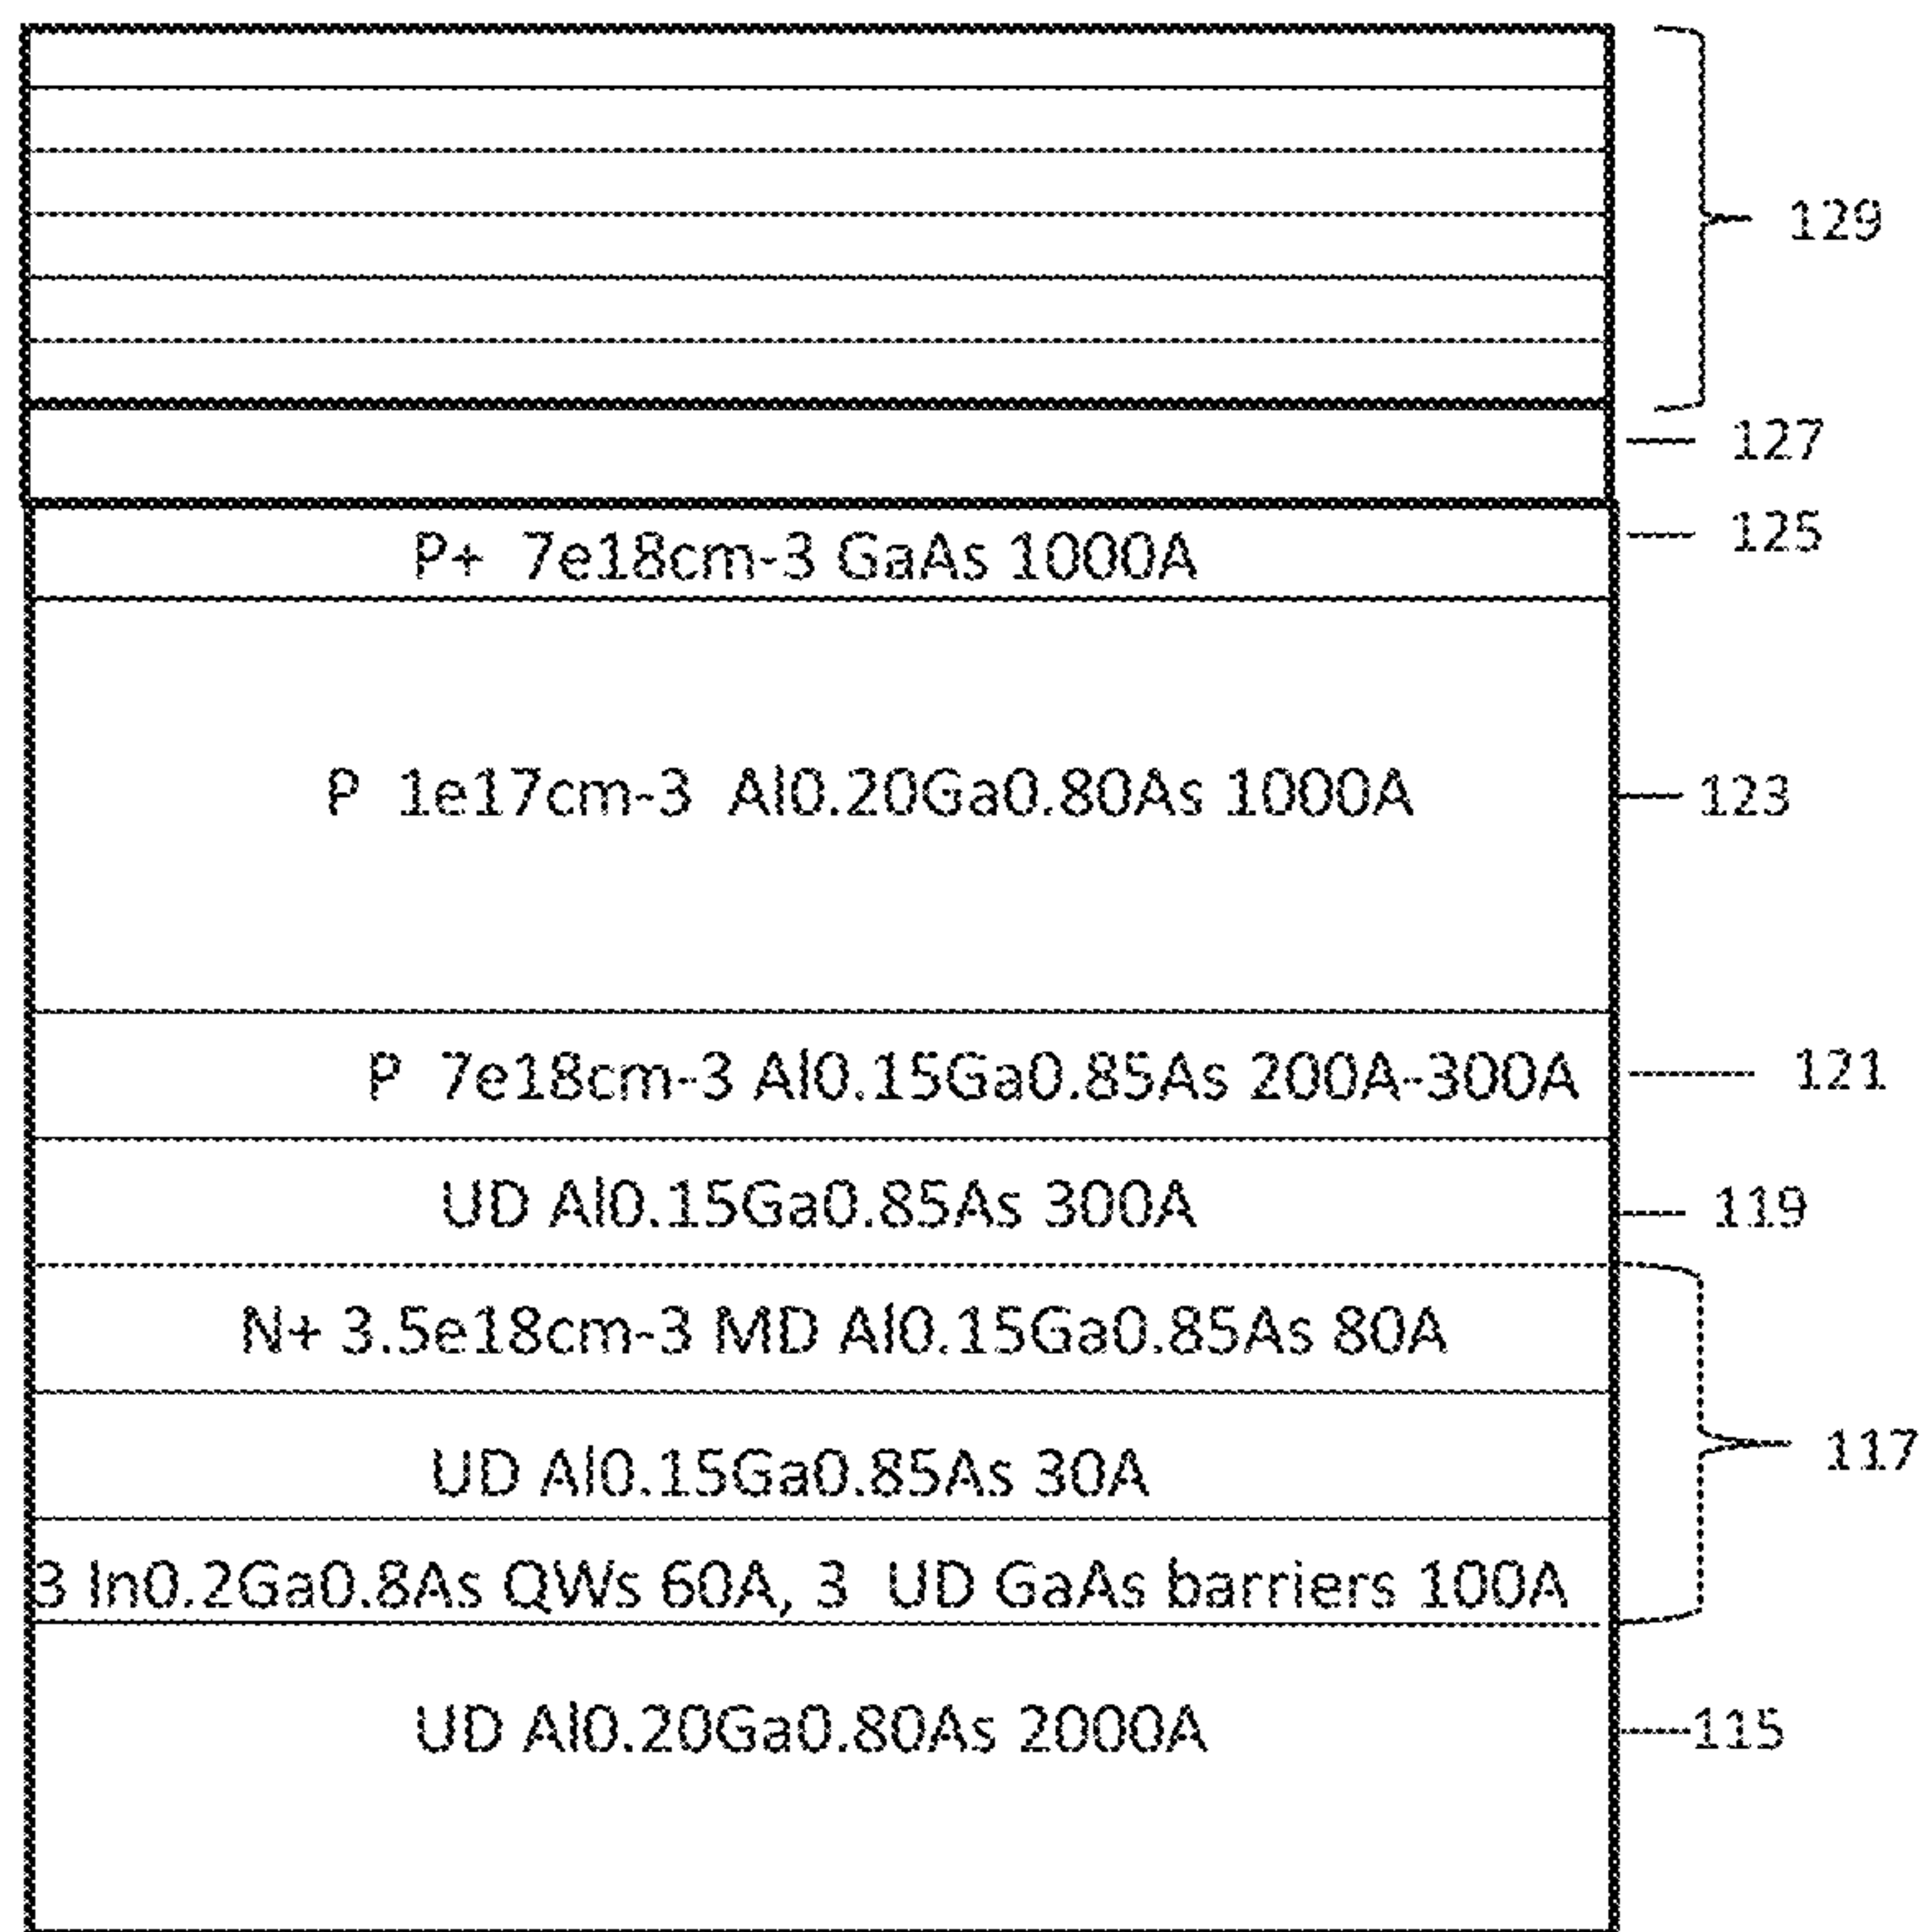 129
127
125
P+ 7e18cm-3 GaAs 1000A
P 1e17cm-3 Al0.20Ga0.80As 1000A
123
P 7e18cm-3 Al0.15Ga0.85As 200A-300A
121
UD Al0.15Ga0.85As 300A
119
N+ 3.5e18cm-3 MD Al0.15Ga0.85As 80A
117
UD Al0.15Ga0.85As 30A
3 In0.2Ga0.8As QWs 60A, 3 UD GaAs barriers 100A
UD Al0.20Ga0.80As 2000A
115